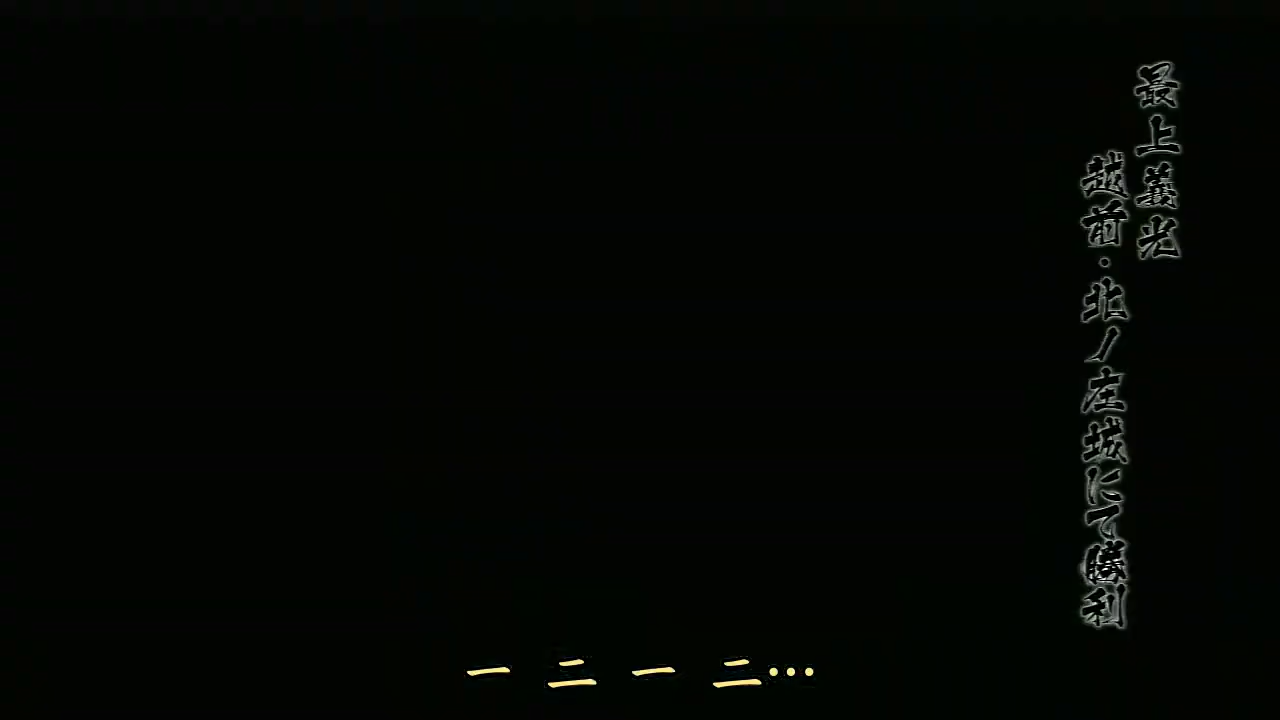 最上義光
越前・北ノ庄城にて勝利
一 二 一 二…